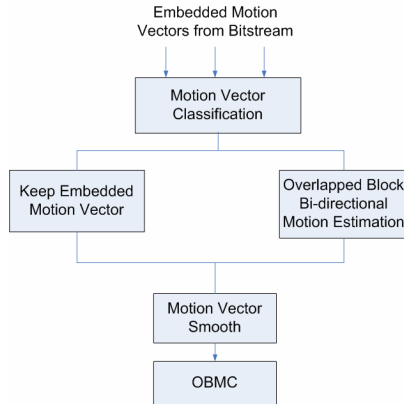 Embedded Motion
Vectors from Bitstream
Motion Vector
Classification
Keep Embedded
Motion Vector
Overlapped Block
Bi-directional
Motion Estimation
Motion Vector
Smooth
OBMC